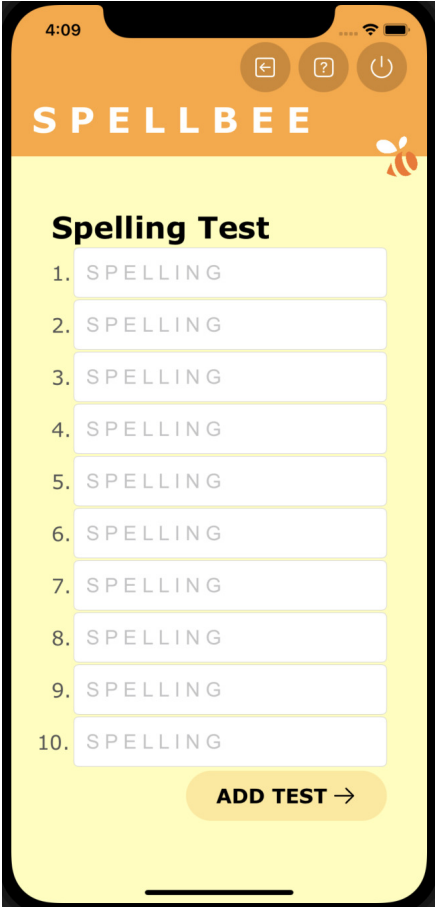 4:09
SPELLBEE
Spelling Test
1. SPELLING
2. SPELLING
3. SPELLING
4. SPELLING
5. SPELLING
6. SPELLING
7. SPELLING
8. SPELLING
9. SPELLING
10. SPELLING
ADD TEST →